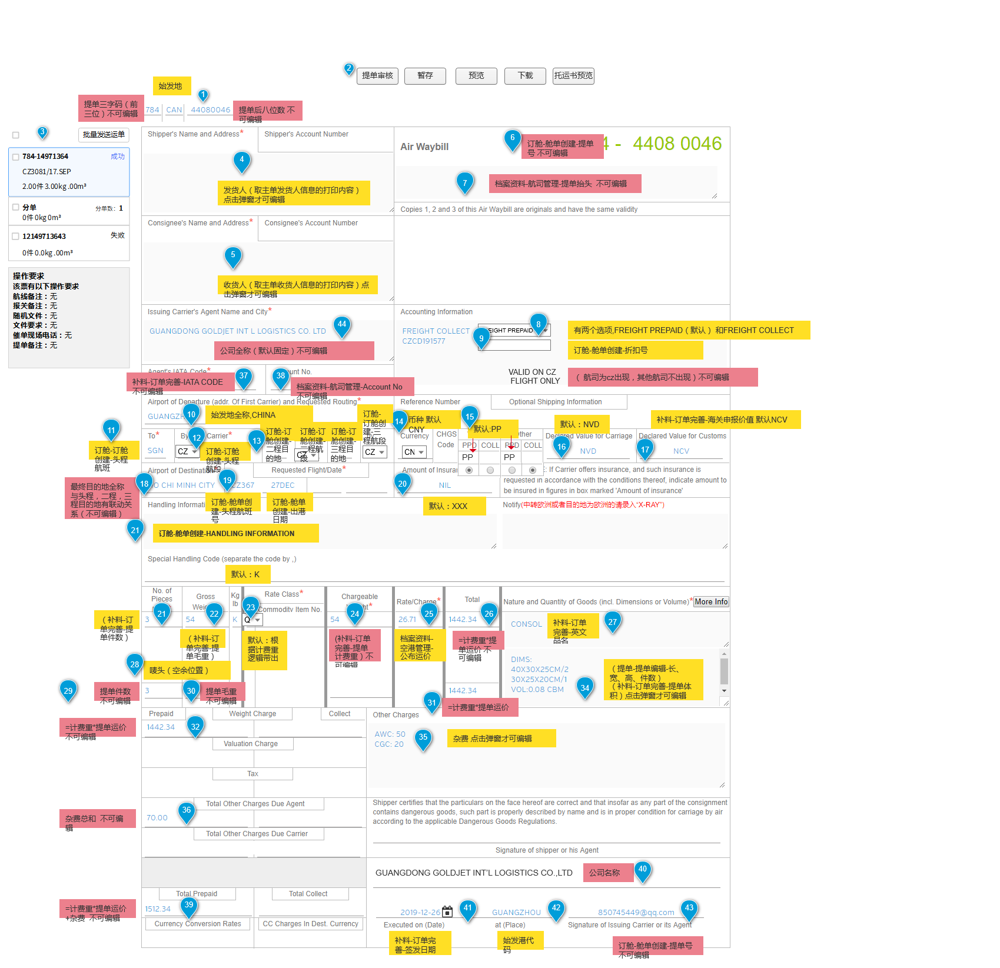 2
提单审核
暂存
预览
下载
托运书预览
始发地
1
提单三字码（前
三位）不可编辑
784
CAN
44080046
提单后八位数 不
可编辑
3
批量发送运单
784-14971364
成功
CZ3081/17.SEP
2.00件 3.00kg .00m³
分单
分单数：1
0件 0kg 0m³
12149713643
失败
0件 0.0kg .00m³
操作要求
该票有以下操作要求
航线备注：无
报关备注：无
随机文件：无
文件要求：无
催单现场电话：无
提单备注：无
Shipper's Name and Address*
Shipper's Account Number
4
发货人（取主单发货人信息的打印内容）
点击弹窗才可编辑
Air Waybill
6
订舱-舱单创建-提单
号 不可编辑
4 - 4408 0046
7
档案资料-航司管理-提单抬头 不可编辑
Copies 1, 2 and 3 of this Air Waybill are originals and have the same validity
Consignee's Name and Address*
Consignee's Account Number
5
收货人（取主单收货人信息的打印内容）点
击弹窗才可编辑
Issuing Carrier's Agent Name and City*
GUANGDONG GOLDJET INT L LOGISTICS CO. LTD
44
公司全称（默认固定）不可编辑
Accounting Information
FREIGHT COLLECT
CZCD191577
EIGHT PREPAID
8
9
有两个选项,FREIGHT PREPAID（默认） 和FREIGHT COLLECT
订舱-舱单创建-折扣号
VALID ON CZ
FLIGHT ONLY
（ 航司为cz出现，其他航司不出现）不可编辑
Agent's IATA Code*
37
补料-订单完善-IATA CODE
不可编辑
38
unt No.
档案资料-航司管理-Account No
不可编辑
Airport of Departure (addr. Of First Carrier) and Requested Routing*
GUANGZH
10
始发地全称,CHINA
Reference Number
Optional Shipping Information
11
订舱-订舱
创建-头程
航班
To*
SGN
By
Carrier*
12
CZ
订舱-订舱
创建-头程
航段
13
订舱-订
舱创建-
二程目
的地
订舱-订
舱创建-
二程航
段
CZ
订舱-订
舱创建-
三程目
的地
订舱-
订舱创
建-三
程航段
CZ
14
币种 默认
CNY
Currency
CN
CHGS
Code
15
默认:PP
ther
PPD
COLL
PPD
COLL
PP
PP
默认：NVD
Declared Value for Carriage
16
NVD
补料-订单完善-海关申报价值 默认NCV
Declared Value for Customs
17
NCV
18
最终目的地全称
与头程，二程，三
程目的地有联动关
系（不可编辑）
Airport of Destination
O CHI MINH CITY
Requested Flight/Date*
19
CZ367
27DEC
订舱-舱单创
建-头程航班
号
订舱-舱单
创建-出港
日期
20
Amount of Insuran
NIL
默认：XXX
E: If Carrier offers insurance, and such insurance is
requested in accordance with the conditions thereof, indicate amount to
be insured in figures in box marked 'Amount of insurance'
Handling Informati
21
订舱-舱单创建-HANDLING INFORMATION
Notify(中转欧洲或者目的地为欧洲的请录入“X-RAY”)
Special Handling Code (separate the code by ,)
默认：K
No. of
Pieces
21
3
（补料-订
单完善-提
单件数）
Gross
Weig
22
54
（补料-订
单完善-提
单毛重）
Kg
lb
K
Rate Class*
23
Commodity Item No.
Q
默认：根
据计费重
逻辑带出
Chargeable
24
54
(补料-订单
完善-提单
计费重）不
可编辑
Rate/Charge*
25
26.71
档案资料-
空港管理-
公布运价
Total
26
1442.34
=计费重*提
单运价 不
可编辑
Nature and Quantity of Goods (incl. Dimensions or Volume)*
More Info
CONSOL
补料-订单
完善-英文
品名
27
28
唛头（空余位置）
DIMS:
40X30X25CM/2
30X25X20CM/1
VOL:0.08 CBM
34
（提单-提单编辑-长、
宽、高、件数）
（补料-订单完善-提单体
积）点击弹窗才可编辑
29
提单件数
不可编辑
3
30
提单毛重
不可编辑
1442.34
31
=计费重*提单运价
Prepaid
Weight Charge
Collect
=计费重*提单运价
不可编辑
1442.34
32
Valuation Charge
Tax
Other Charges
AWC: 50
CGC: 20
35
杂费 点击弹窗才可编辑
Total Other Charges Due Agent
杂费总和 不可编
辑
70.00
36
Total Other Charges Due Carrier
Shipper certifies that the particulars on the face hereof are correct and that insofar as any part of the consignment
contains dangerous goods, such part is properly described by name and is in proper condition for carriage by air
according to the applicable Dangerous Goods Regulations.
Signature of shipper or his Agent
GUANGDONG GOLDJET INT'L LOGISTICS CO.,LTD
公司名称
40
Total Prepaid
Total Collect
=计费重*提单运价
+杂费 不可编辑
1512.34
39
Currency Conversion Rates
CC Charges In Dest. Currency
2019-12-26
41
GUANGZHOU
42
850745449@qq.com
43
Executed on (Date)
at (Place)
Signature of Issuing Carrier or its Agent
补料-订单完
善-签发日期
始发港代
码
订舱-舱单创建-提单号
不可编辑